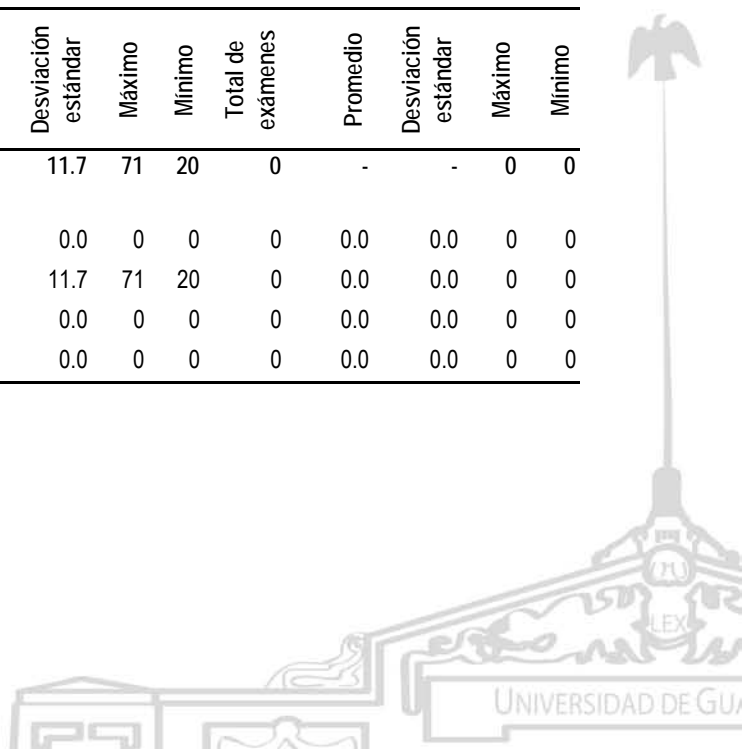 Desviación estándar Máximo Mínimo Total de exámenes Promedio Desviación estándar Máximo Mínimo
11.7 71 20 0 - - 0 0
0.0 0 0 0 0.0 0.0 0 0
11.7 71 20 0 0.0 0.0 0 0
0.0 0 0 0 0.0 0.0 0 0
0.0 0 0 0 0.0 0.0 0 0
LEX
UNIVERSIDAD DE GUA